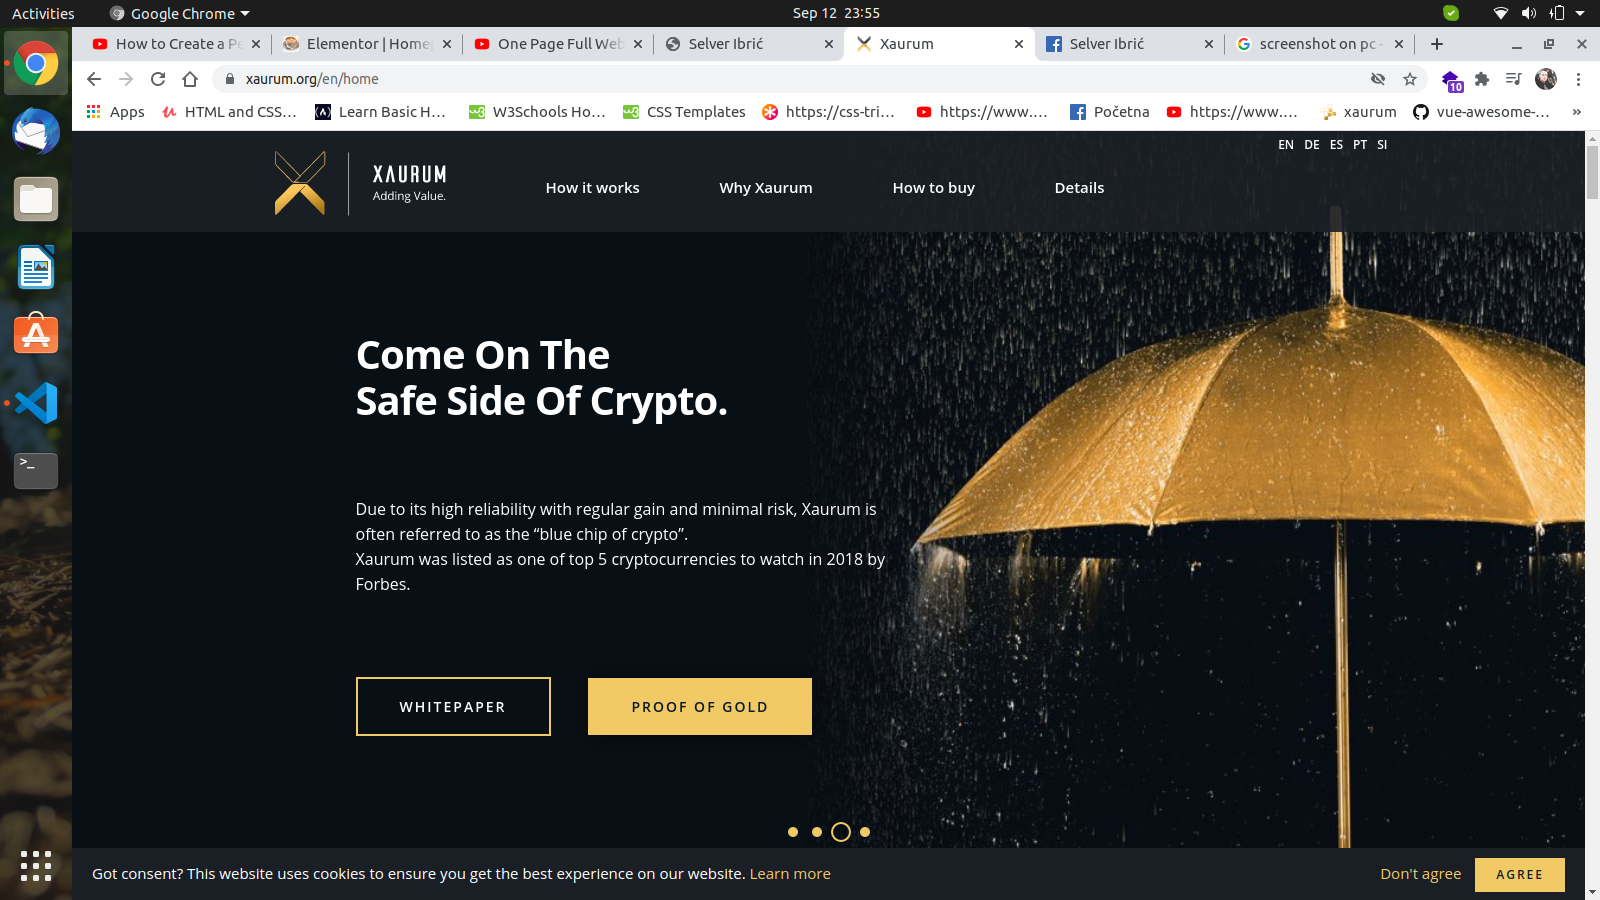 Activities Google Chrome Sep 12 23:55
How to Create a Pe Elementor | Homep One Page Full Web Selver Ibrić Xaurum Selver Ibrić screenshot on pc -
xaurum.org/en/home 10
Apps HTML and CSS... Learn Basic H... W3Schools Ho... CSS Templates https://css-tri... https://www.... Početna https://www.... xaurum vue-awesome-... »
EN DE ES PT SI
XAURUM
Adding Value.
How it works Why Xaurum How to buy Details
Come On The
Safe Side Of Crypto.
Due to its high reliability with regular gain and minimal risk, Xaurum is
often referred to as the “blue chip of crypto”.
Xaurum was listed as one of top 5 cryptocurrencies to watch in 2018 by
Forbes.
WHITEPAPER PROOF OF GOLD
Got consent? This website uses cookies to ensure you get the best experience on our website. Learn more Don't agree AGREE